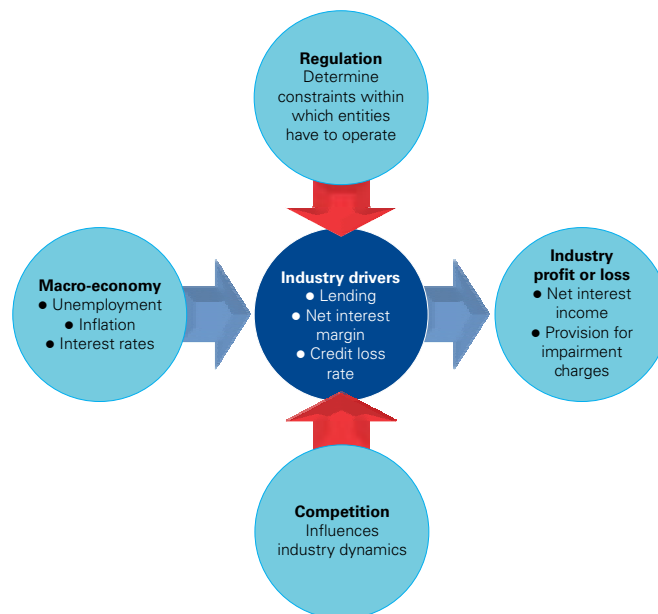 Regulation
Determine
constraints within
which entities
have to operate
Macro-economy
● Unemployment
● Inflation
● Interest rates
Industry drivers
● Lending
● Net interest
margin
● Credit loss
rate
Industry
profit or loss
● Net interest
income
● Provision for
impairment
charges
Competition
Influences
industry dynamics